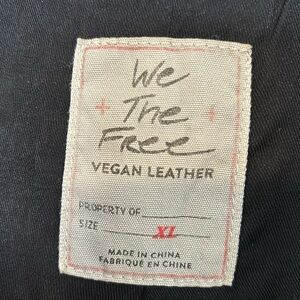 We
The
Free
VEGAN LEATHER
PROPERTY OF
SIZE XL
MADE IN CHINA
FABRIQUÉ EN CHINE